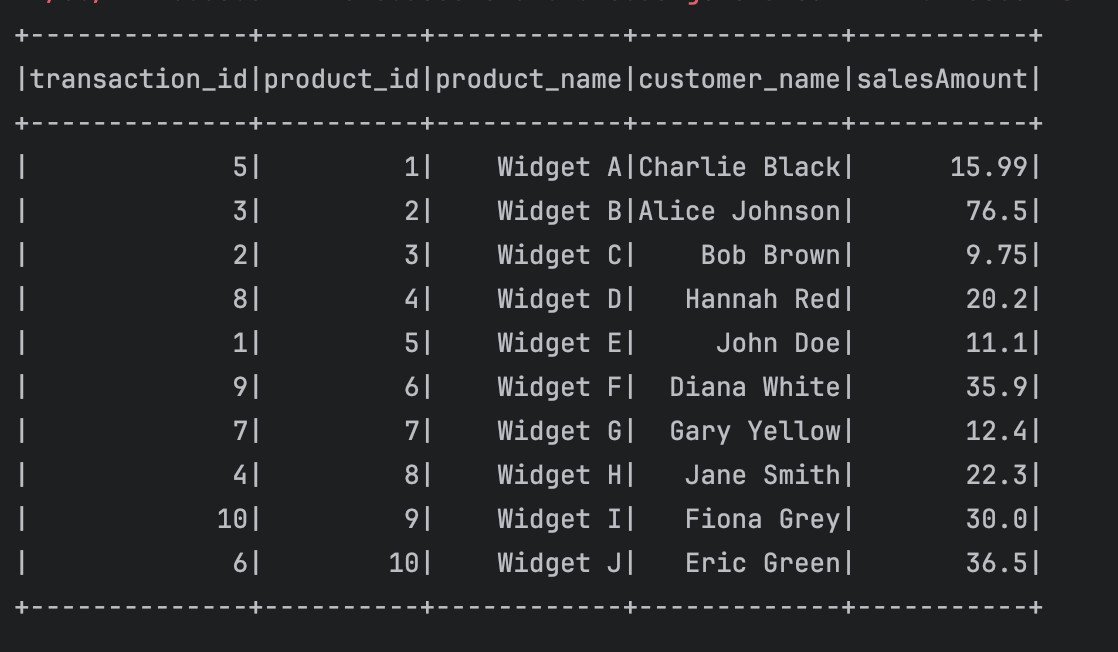 +--------------+----------+------------+-------------+-----------+
|transaction_id|product_id|product_name|customer_name|salesAmount|
+--------------+----------+------------+-------------+-----------+
|             5|         1|    Widget A|Charlie Black|      15.99|
|             3|         2|    Widget B|Alice Johnson|       76.5|
|             2|         3|    Widget C|    Bob Brown|       9.75|
|             8|         4|    Widget D|   Hannah Red|       20.2|
|             1|         5|    Widget E|     John Doe|       11.1|
|             9|         6|    Widget F|  Diana White|       35.9|
|             7|         7|    Widget G|  Gary Yellow|       12.4|
|             4|         8|    Widget H|   Jane Smith|       22.3|
|            10|         9|    Widget I|   Fiona Grey|       30.0|
|             6|        10|    Widget J|   Eric Green|       36.5|
+--------------+----------+------------+-------------+-----------+